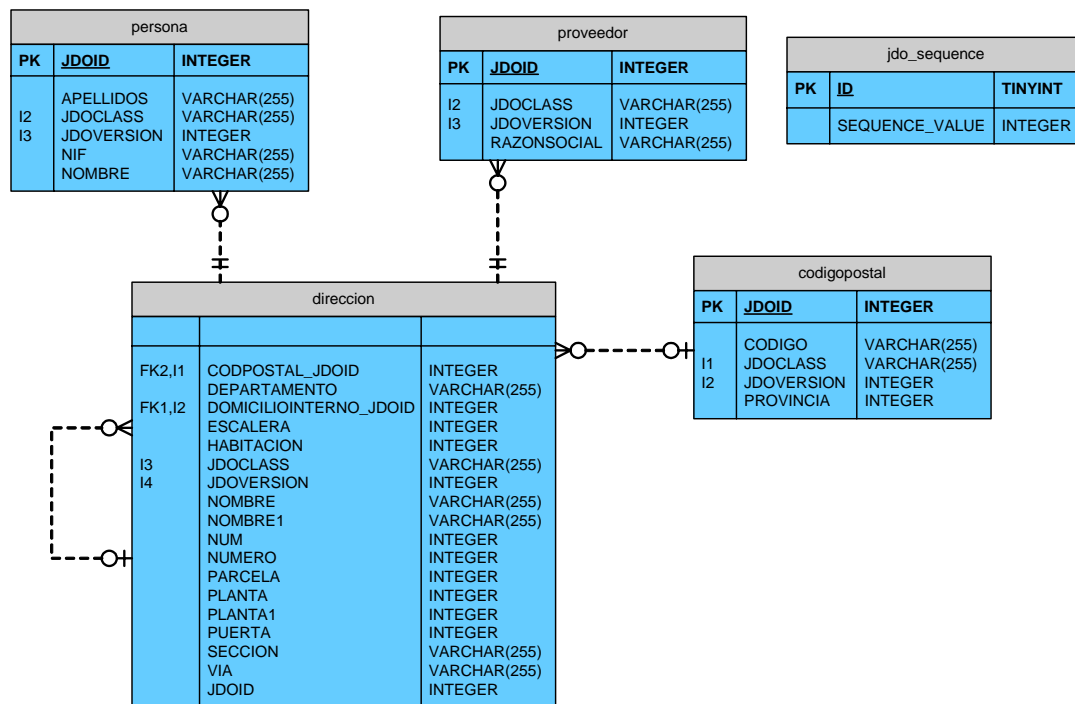 persona
PK JDOID INTEGER
APELLIDOS VARCHAR(255)
I2 JDOCLASS VARCHAR(255)
I3 JDOVERSION INTEGER
NIF VARCHAR(255)
NOMBRE VARCHAR(255)
proveedor
PK JDOID INTEGER
I2 JDOCLASS VARCHAR(255)
I3 JDOVERSION INTEGER
RAZONSOCIAL VARCHAR(255)
jdo_sequence
PK ID TINYINT
SEQUENCE_VALUE INTEGER
direccion
FK2,I1 CODPOSTAL_JDOID INTEGER
DEPARTAMENTO VARCHAR(255)
FK1,I2 DOMICILIOINTERNO_JDOID INTEGER
ESCALERA INTEGER
HABITACION INTEGER
I3 JDOCLASS VARCHAR(255)
I4 JDOVERSION INTEGER
NOMBRE VARCHAR(255)
NOMBRE1 VARCHAR(255)
NUM INTEGER
NUMERO INTEGER
PARCELA INTEGER
PLANTA INTEGER
PLANTA1 INTEGER
PUERTA INTEGER
SECCION VARCHAR(255)
VIA VARCHAR(255)
JDOID INTEGER
codigopostal
PK JDOID INTEGER
CODIGO VARCHAR(255)
I1 JDOCLASS VARCHAR(255)
I2 JDOVERSION INTEGER
PROVINCIA INTEGER